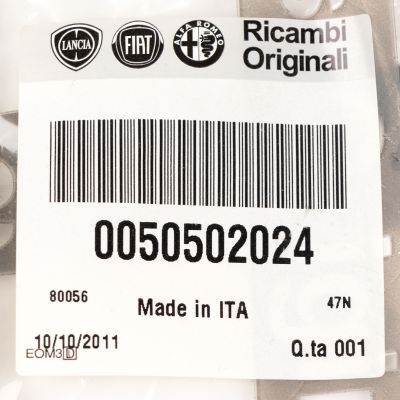 LANCIA FIAT ALFA ROMEO Ricambi
Originali
0050502024
80056 Made in ITA 47N
10/10/2011 Q.ta 001
EOM3D